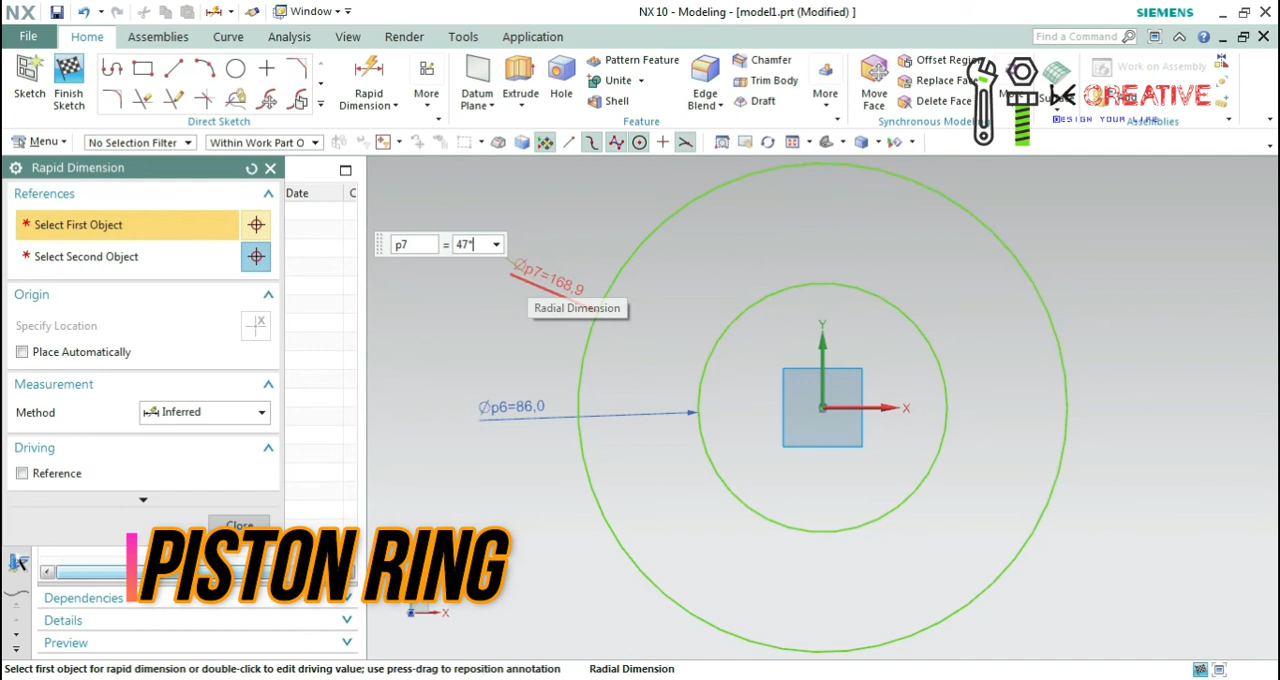 NX
Window
NX 10 - Modeling - [model1.prt (Modified) ]
SIEMENS
File
Home
Assemblies
Curve
View
Analysis
Render
Tools
Application
Find a Command
Sketch
Finish Sketch
Rapid Dimension
More
Direct Sketch
Datum Plane
Extrude
Hole
Pattern Feature
Unite
Shell
Edge Blend
Chamfer
Trim Body
Draft
More
Feature
Move Face
Offset Region
Replace Face
Delete Face
Synchronous Modeling
Work on Assembly
Assemblies
BE CREATIVE
DESIGN YOUR LIFE
Menu
No Selection Filter
Within Work Part O
Rapid Dimension
References
* Select First Object
* Select Second Object
Origin
Specify Location
Place Automatically
Measurement
Method
Inferred
Driving
Reference
Close
Date
C
p7
=
47*
∅p7=168,9
Radial Dimension
∅p6=86,0
Y
X
PISTON RING
Dependencies
Details
Preview
X
Select first object for rapid dimension or double-click to edit driving value; use press-drag to reposition annotation
Radial Dimension